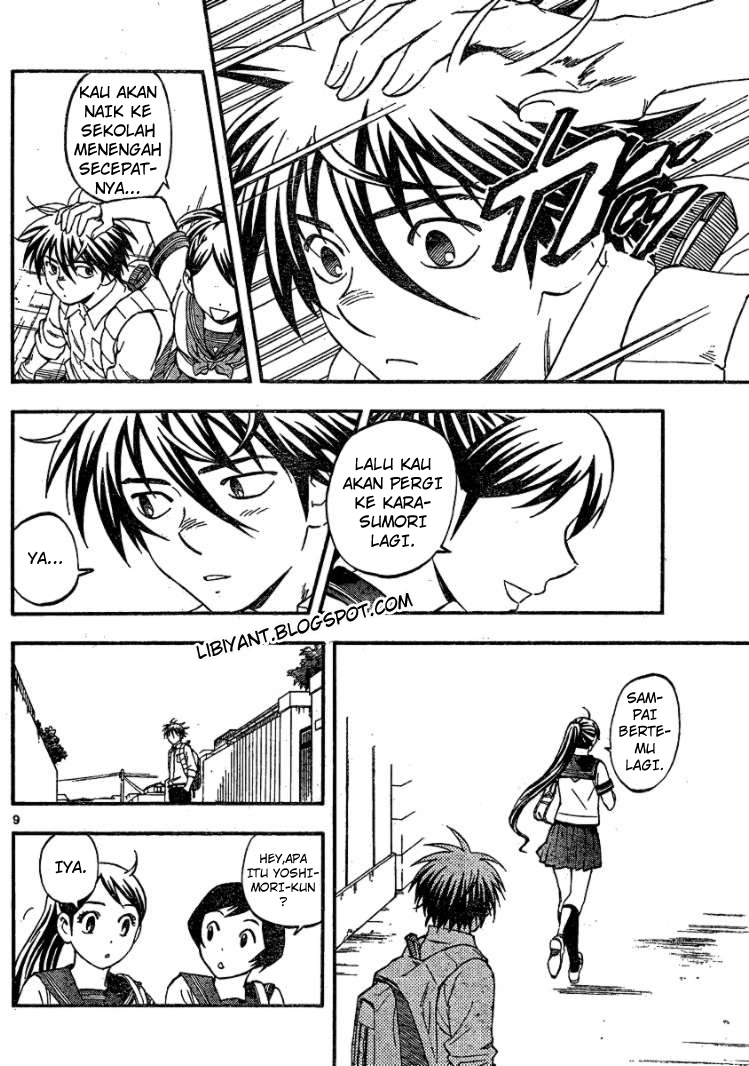 KAU AKAN
NAIK KE
SEKOLAH
MENENGAH
SECEPAT-
NYA...
LALU KAU
AKAN PERGI
KE KARA-
SUMORI
LAGI.
YA...
LIBIYANT.BLOGSPOT.COM
SAM-
PAI
BERTE-
MU
LAGI.
9
HEY,APA
ITU YOSHI-
MORI-KUN
?
IYA.